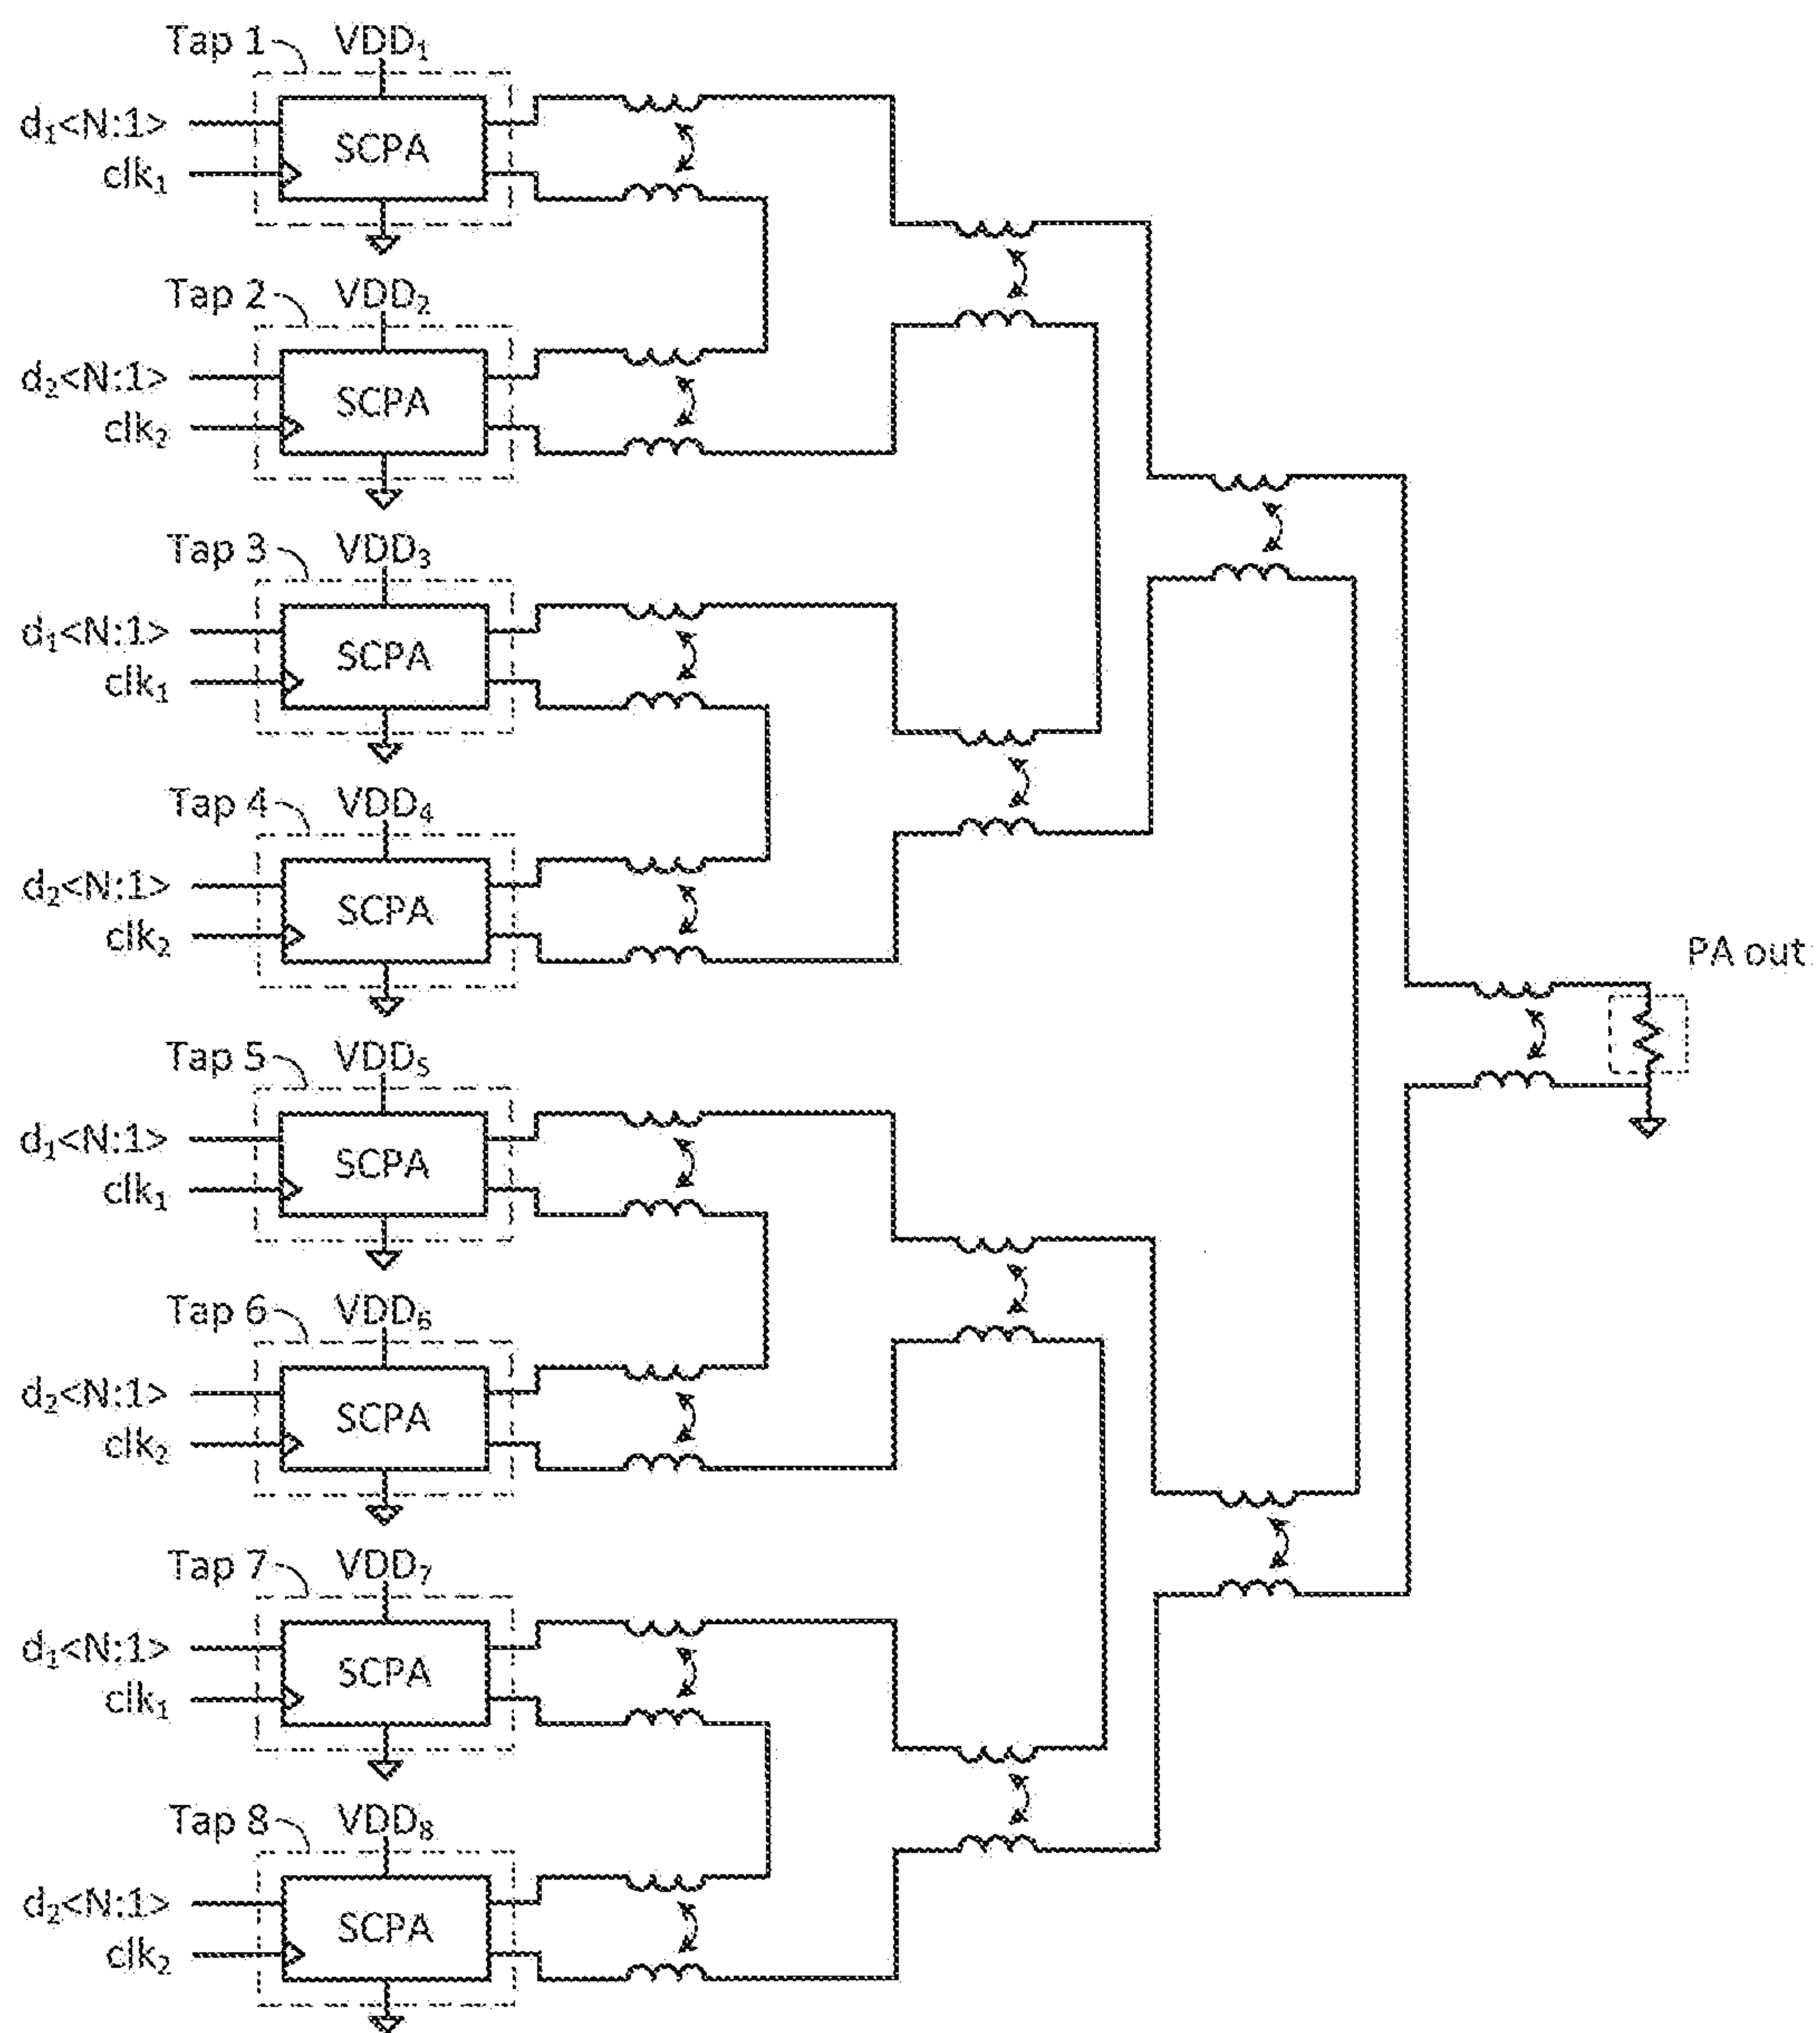 Tap 1 VDD₁
d₁<N:1>
SCPA
clk₁
Tap 2 VDD₂
d₂<N:1>
SCPA
clk₂
Tap 3 VDD₃
d₁<N:1>
SCPA
clk₁
Tap 4 VDD₄
d₂<N:1>
SCPA
clk₂
PA out
Tap 5 VDD₅
d₁<N:1>
SCPA
clk₁
Tap 6 VDD₆
d₂<N:1>
SCPA
clk₂
Tap 7 VDD₇
d₁<N:1>
SCPA
clk₁
Tap 8 VDD₈
d₂<N:1>
SCPA
clk₂